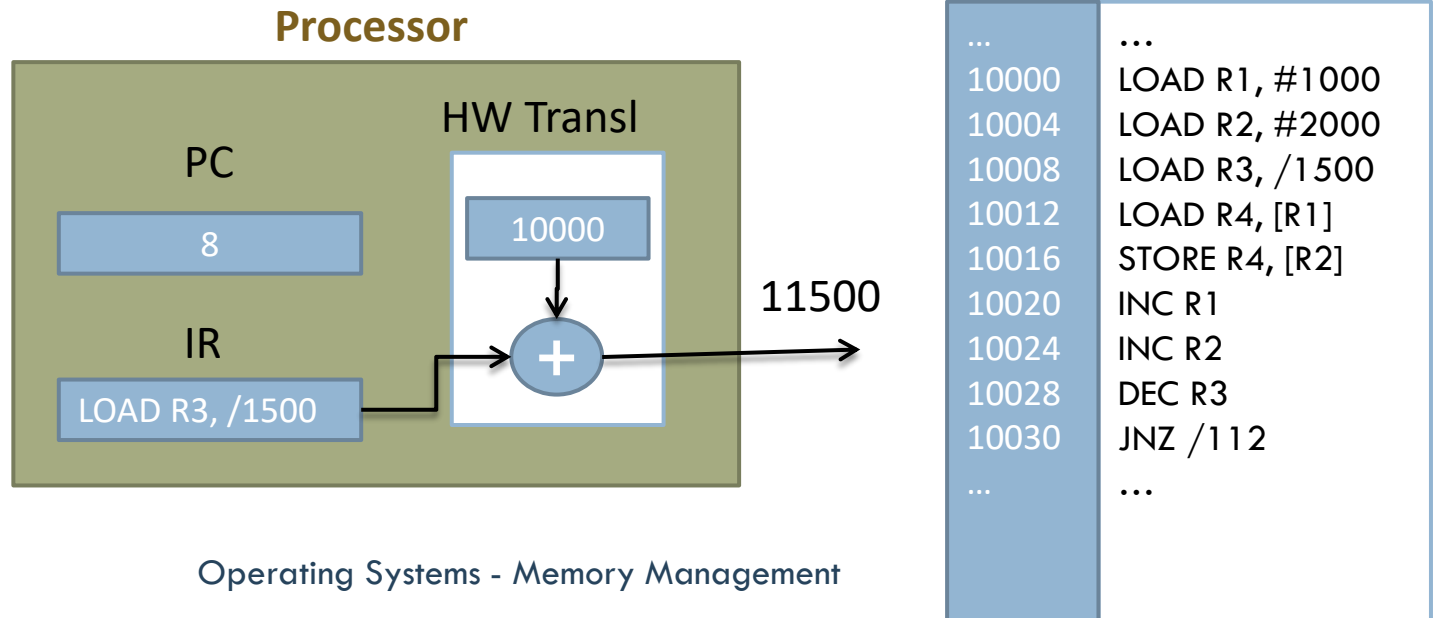 Processor
HW Transl
PC
8
10000
11500
IR
LOAD R3, /1500
+
Operating Systems - Memory Management
... ...
10000 LOAD R1, #1000
10004 LOAD R2, #2000
10008 LOAD R3, /1500
10012 LOAD R4, [R1]
10016 STORE R4, [R2]
10020 INC R1
10024 INC R2
10028 DEC R3
10030 JNZ /112
... ...